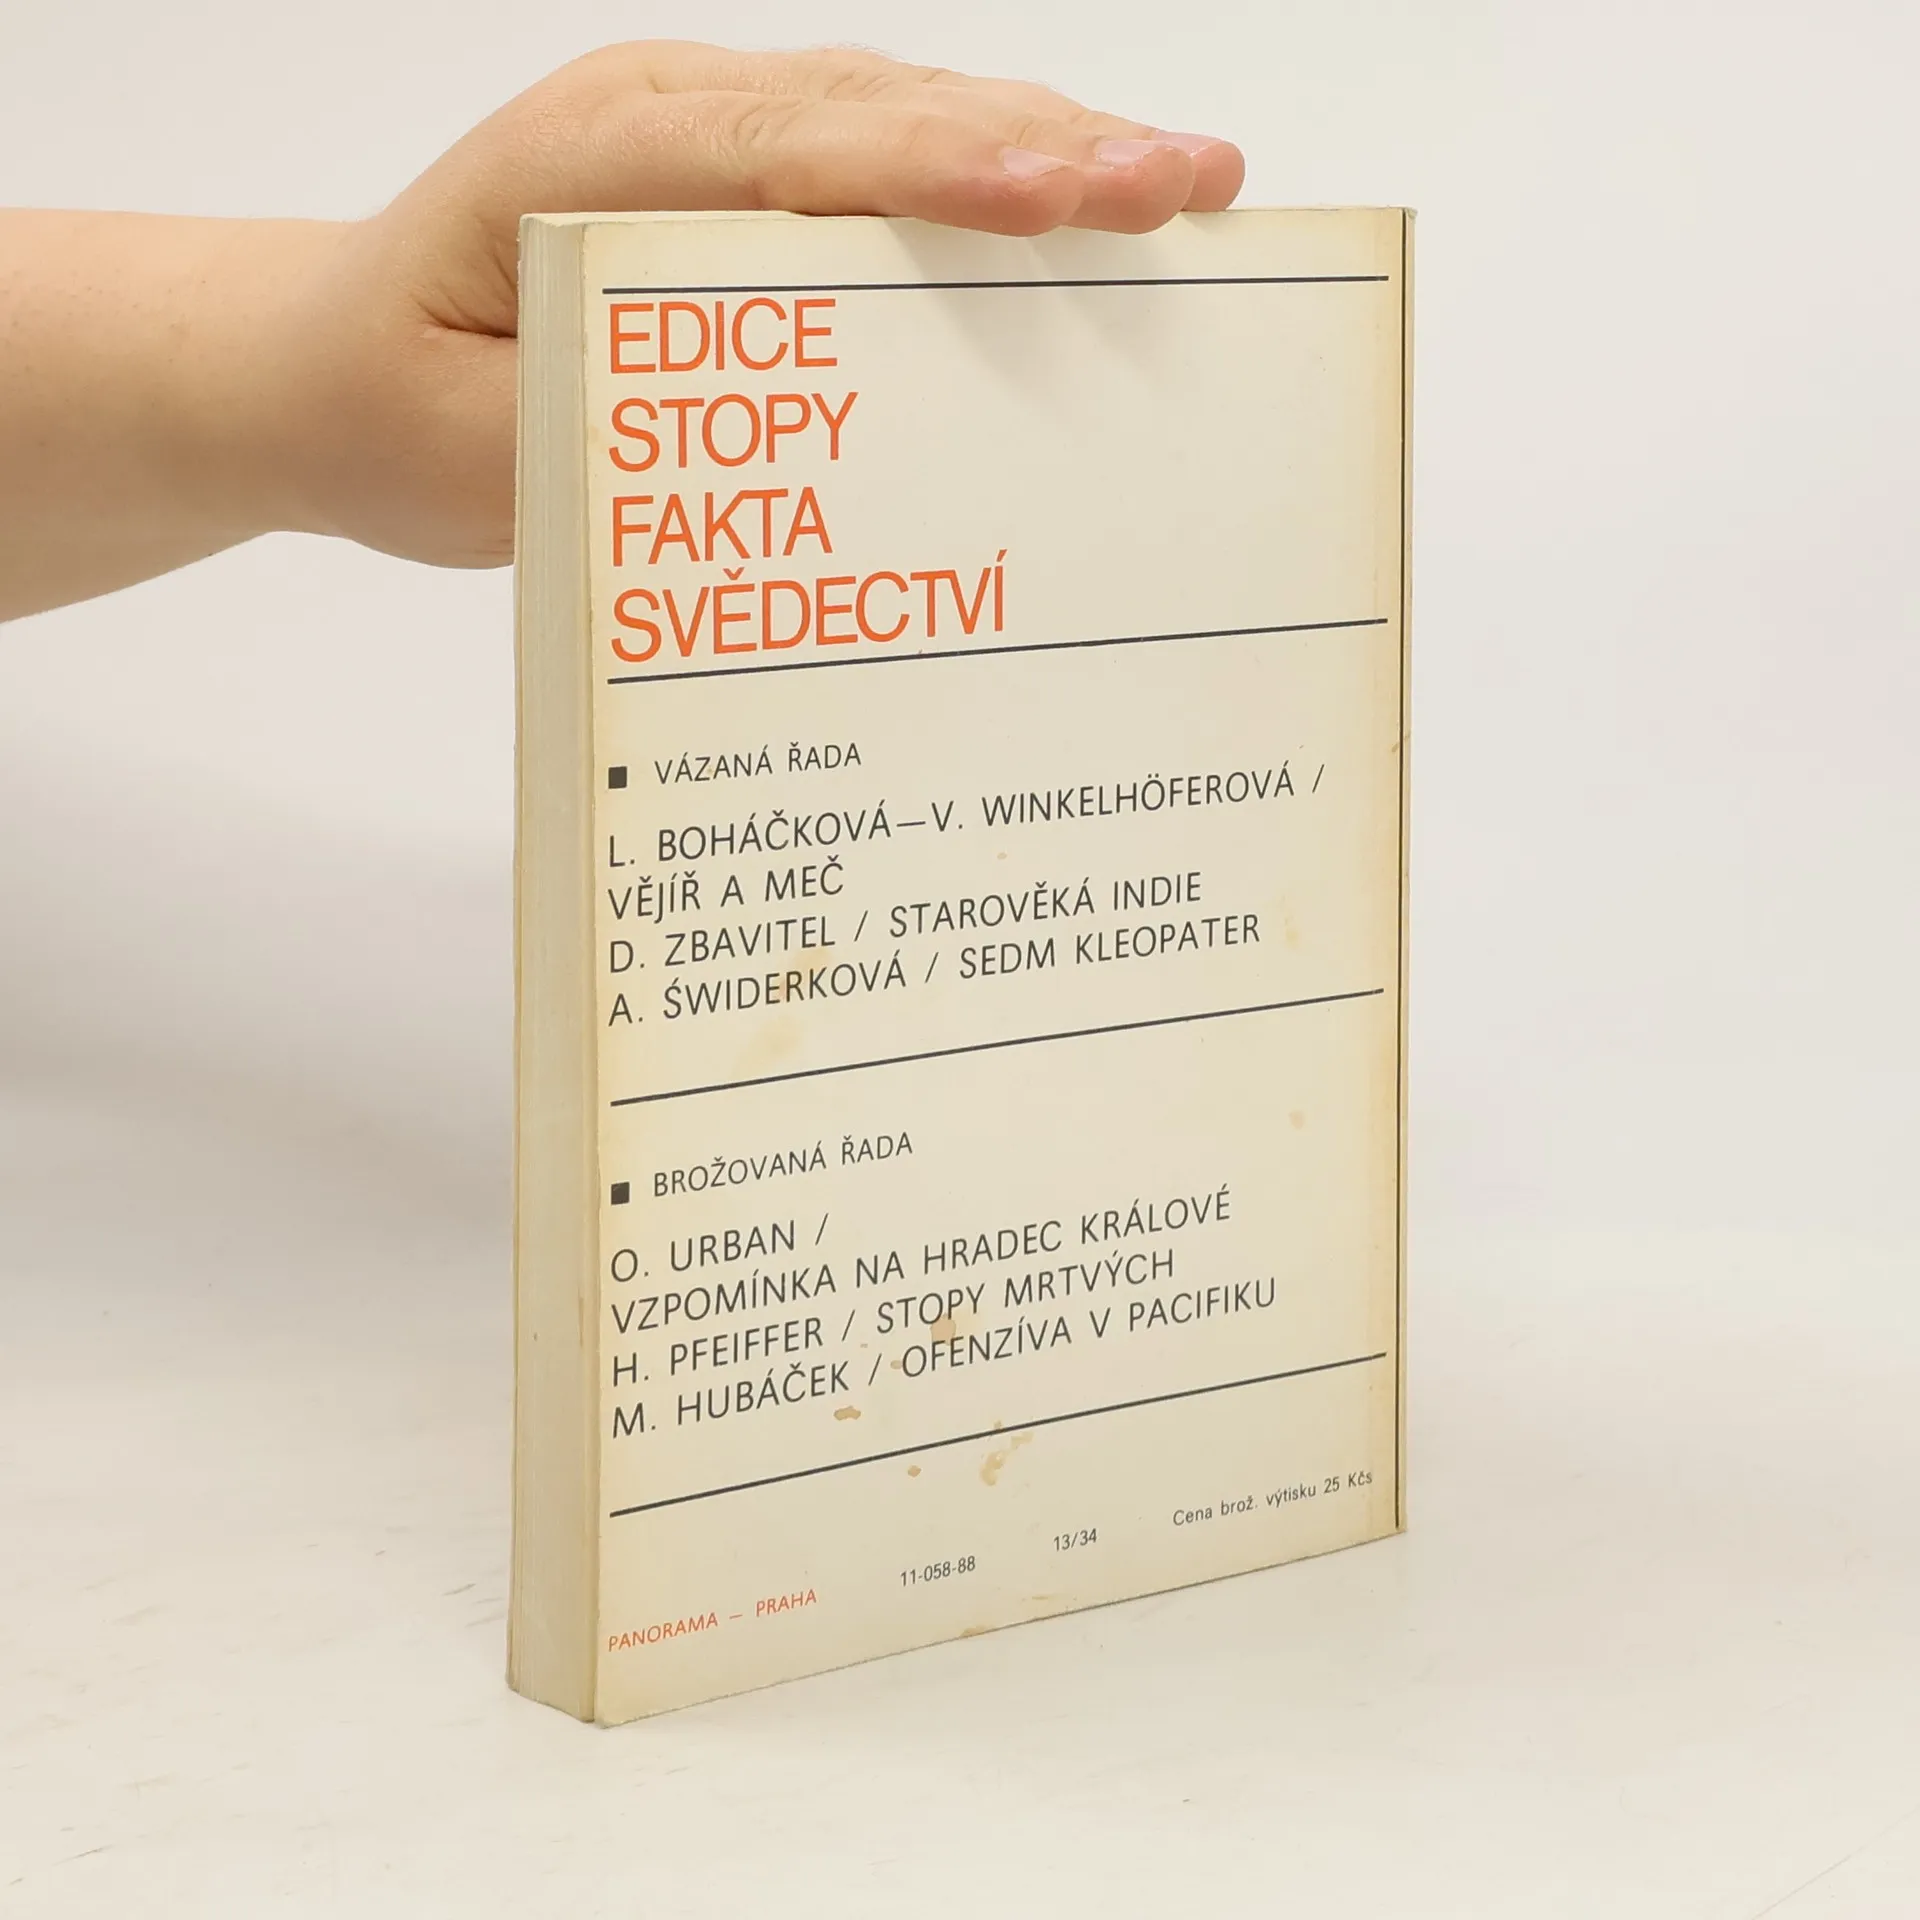 EDICE
STOPY
FAKTA
SVĚDECTVÍ
■ VÁZANÁ ŘADA
L. BOHÁČKOVÁ—V. WINKELHÖFEROVÁ /
VĚJÍŘ A MEČ
D. ZBAVITEL / STAROVĚKÁ INDIE
A. ŚWIDERKOVÁ / SEDM KLEOPATER
■ BROŽOVANÁ ŘADA
O. URBAN /
VZPOMÍNKA NA HRADEC KRÁLOVÉ
H. PFEIFFER / STOPY MRTVÝCH
M. HUBÁČEK / OFENZÍVA V PACIFIKU
PANORAMA — PRAHA 11-058-88 13/34 Cena brož. výtisku 25 Kčs